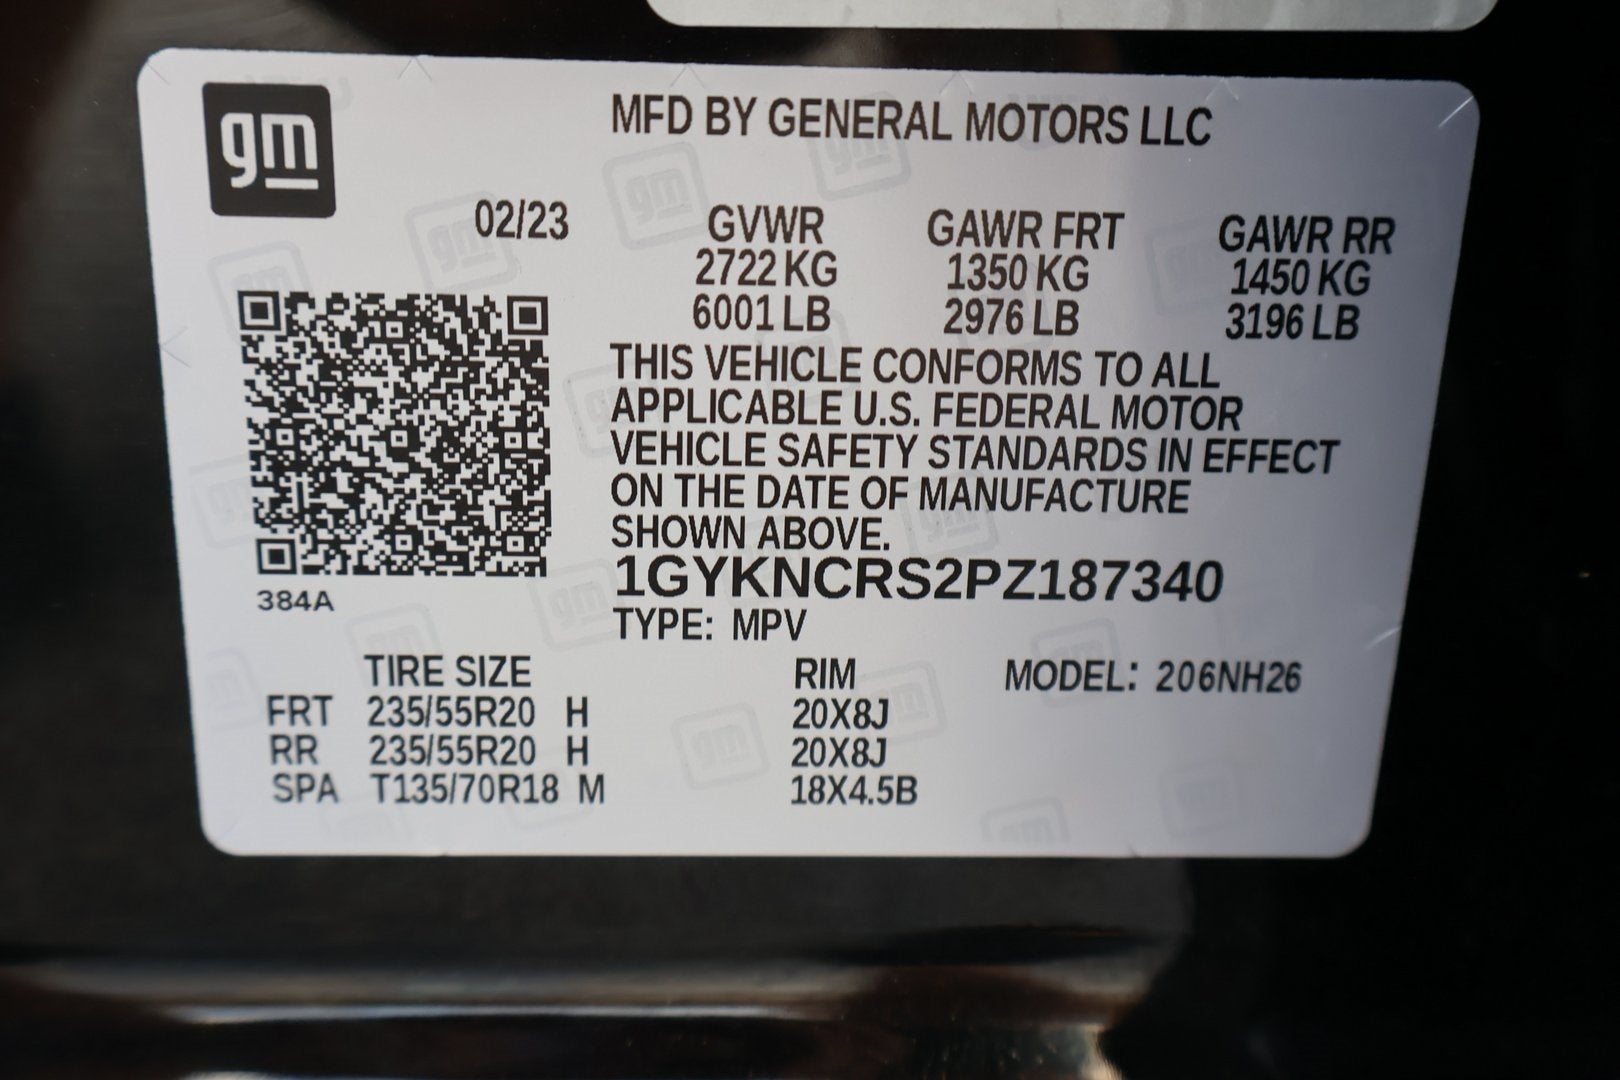 gm
MFD BY GENERAL MOTORS LLC
02/23
GVWR GAWR FRT GAWR RR
2722 KG 1350 KG 1450 KG
6001 LB 2976 LB 3196 LB
THIS VEHICLE CONFORMS TO ALL
APPLICABLE U.S. FEDERAL MOTOR
VEHICLE SAFETY STANDARDS IN EFFECT
ON THE DATE OF MANUFACTURE
SHOWN ABOVE.
1GYKNCRS2PZ187340
384A
TYPE: MPV
TIRE SIZE RIM MODEL: 206NH26
FRT 235/55R20 H 20X8J
RR 235/55R20 H 20X8J
SPA T135/70R18 M 18X4.5B